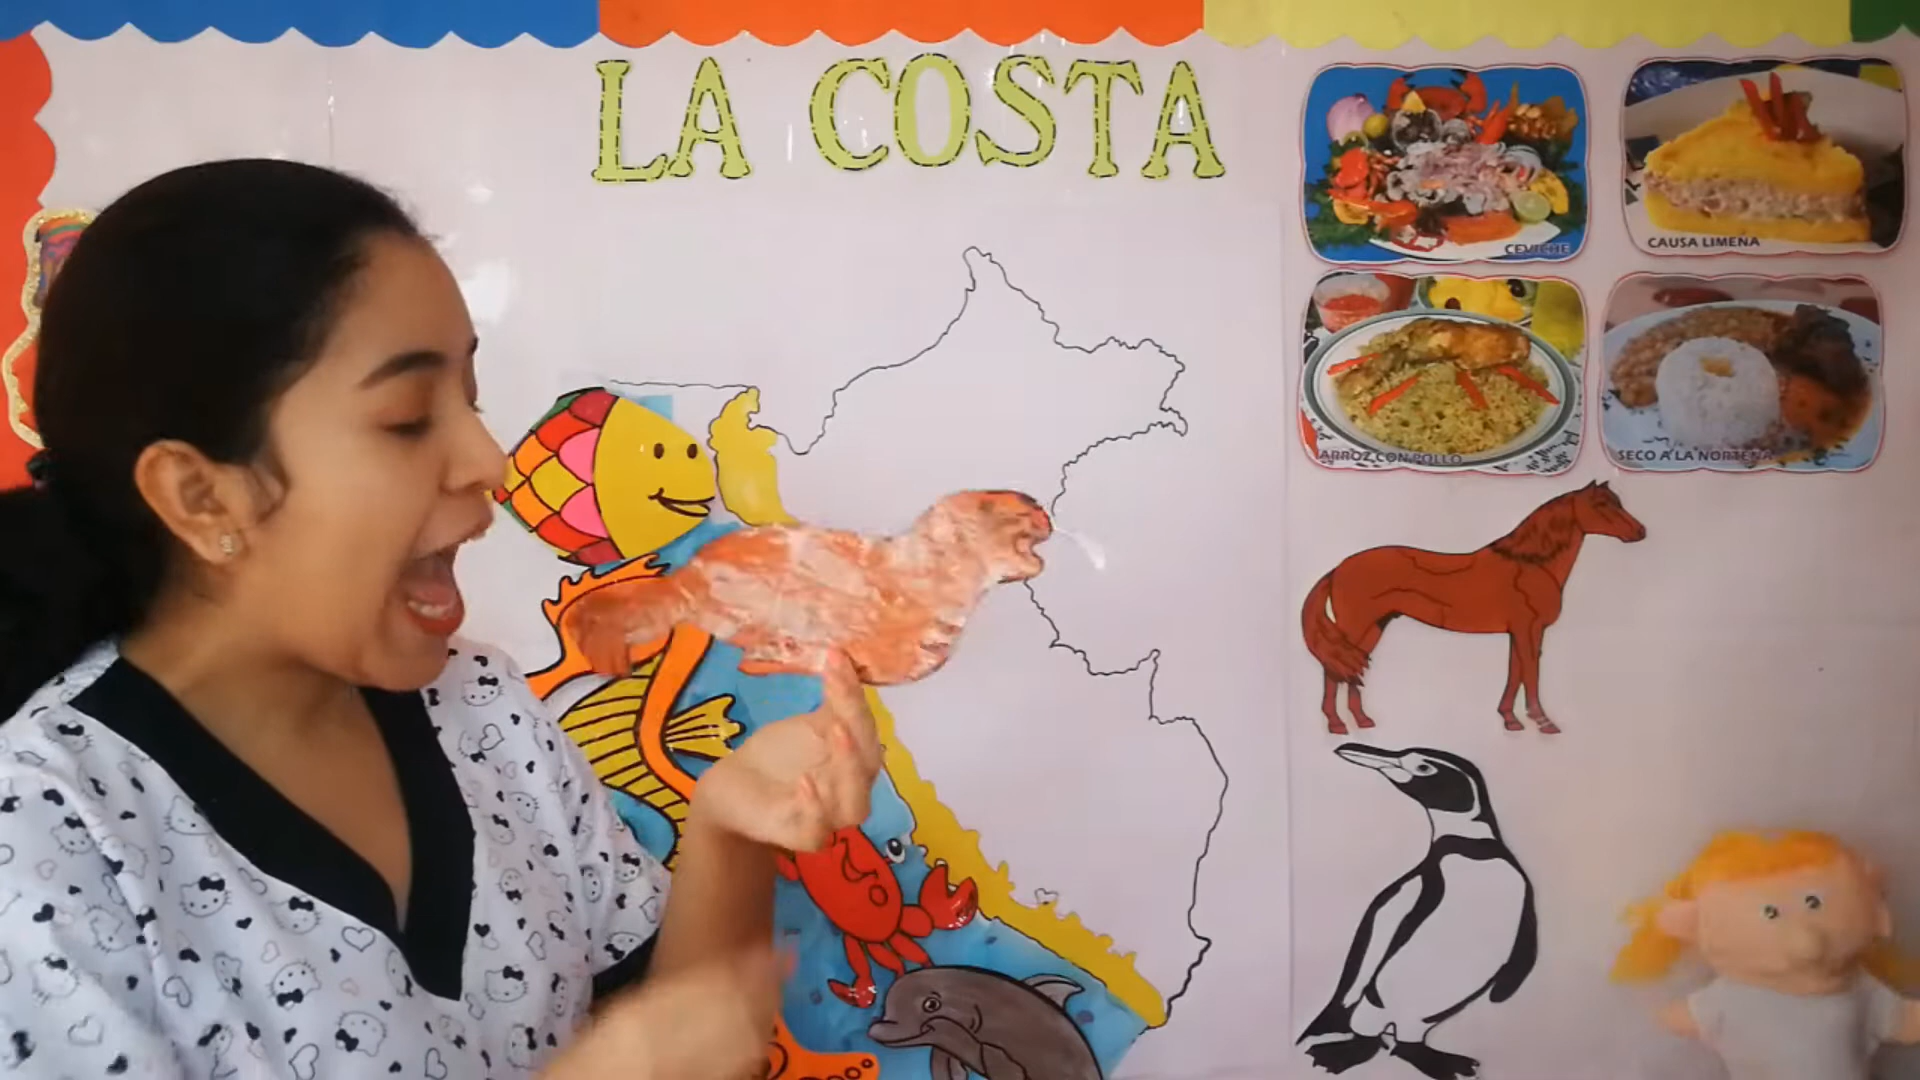 LA COSTA
CEVICHE
CAUSA LIMEÑA
ARROZ CON POLLO
SECO A LA NORTEÑA